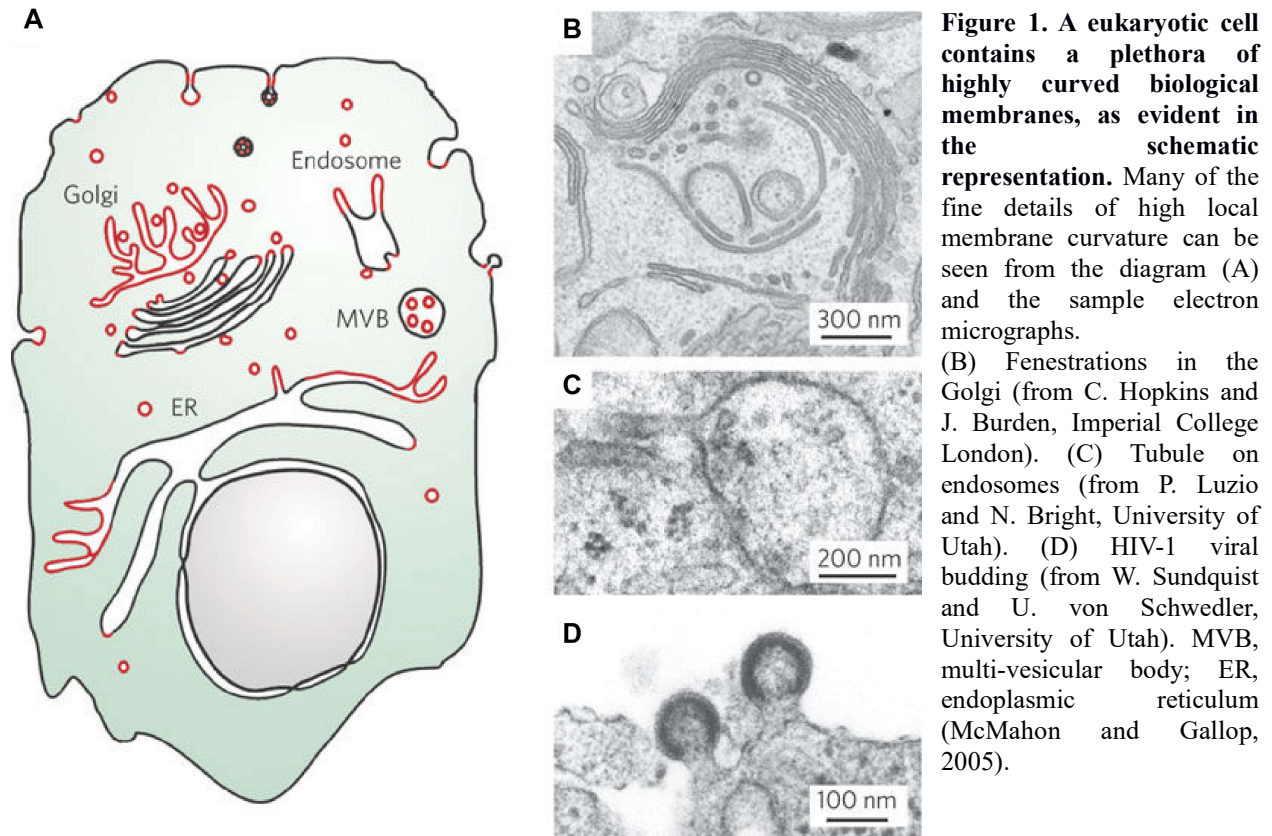 A
Golgi
Endosome
MVB
ER
B
300 nm
C
200 nm
D
100 nm
Figure 1. A eukaryotic cell
contains a plethora of
highly curved biological
membranes, as evident in
the schematic
representation. Many of the
fine details of high local
membrane curvature can be
seen from the diagram (A)
and the sample electron
micrographs.
(B) Fenestrations in the
Golgi (from C. Hopkins and
J. Burden, Imperial College
London). (C) Tubule on
endosomes (from P. Luzio
and N. Bright, University of
Utah). (D) HIV-1 viral
budding (from W. Sundquist
and U. von Schwedler,
University of Utah). MVB,
multi-vesicular body; ER,
endoplasmic reticulum
(McMahon and Gallop,
2005).